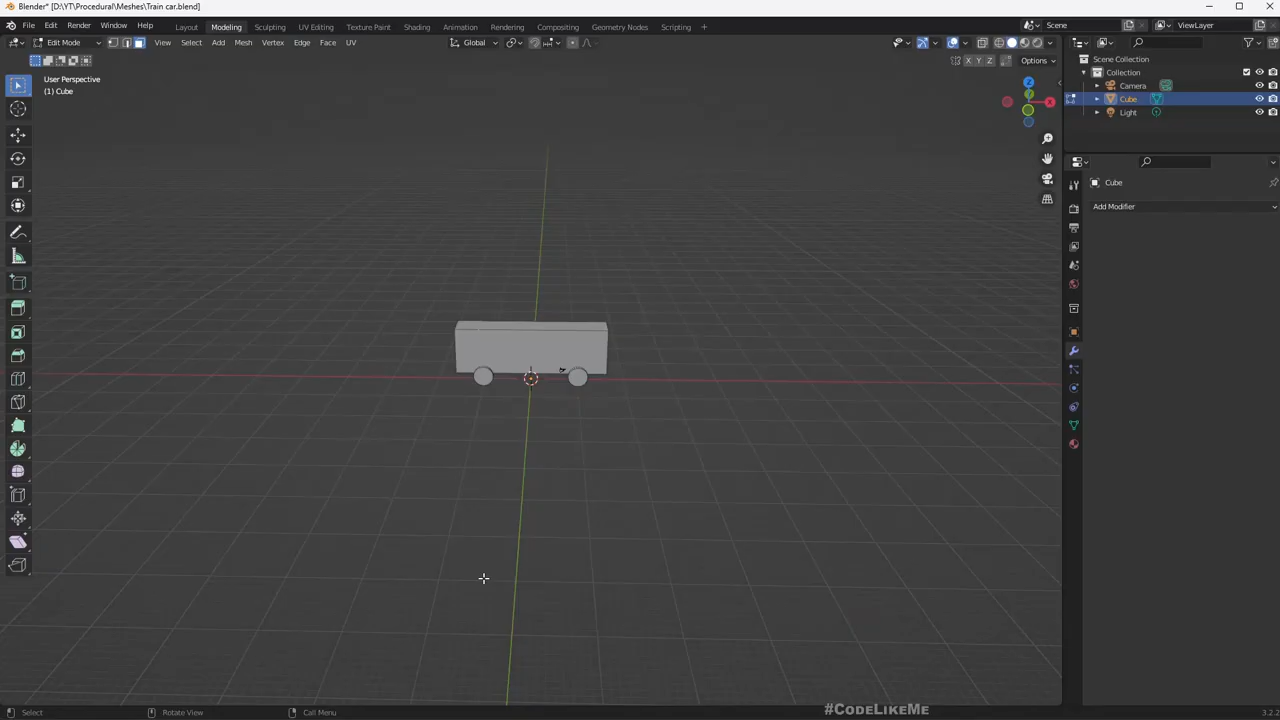 Blender* [D:\YT\Procedural\Meshes\Train car.blend]
File Edit Render Window Help Layout Modeling Sculpting UV Editing Texture Paint Shading Animation Rendering Compositing Geometry Nodes Scripting + Scene ViewLayer
Edit Mode View Select Add Mesh Vertex Edge Face UV Global
X Y Z Options
User Perspective
(1) Cube
Z
Y
X
Scene Collection
Collection
Camera
Cube
Light
Cube
Add Modifier
Select Rotate View Call Menu
#CodeLikeMe
3.2.